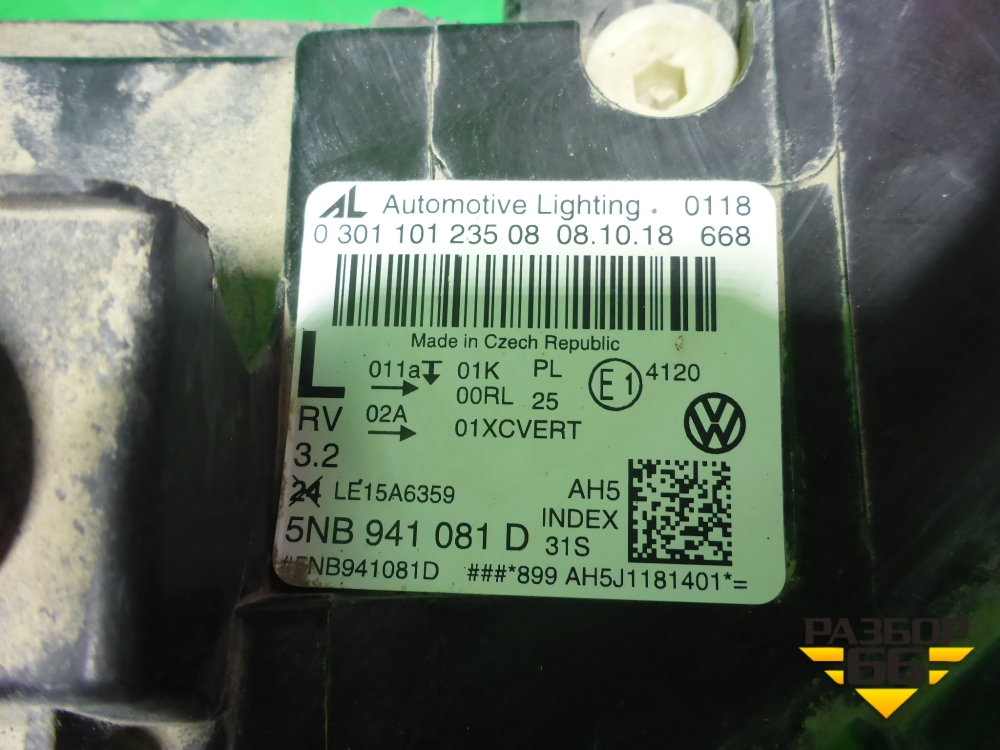 AL Automotive Lighting . 0118
0 301 101 235 08 08.10.18 668
Made in Czech Republic
L 011a 01K PL E1 4120
00RL 25
RV 02A 01XCVERT
3.2
24 LE15A6359 AH5
INDEX
5NB 941 081 D 31S
#5NB941081D ###*899 AH5J1181401*=
РАЗБОР
66